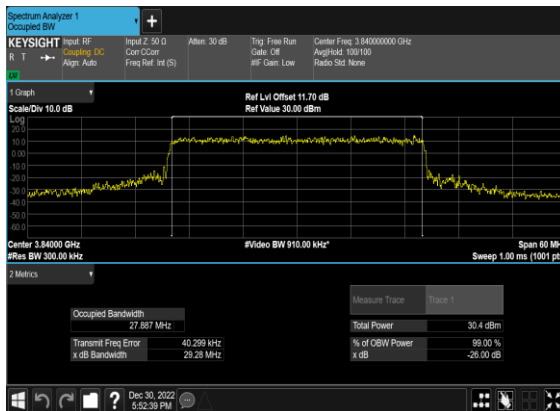 Spectrum Analyzer 1
Occupied BW
KEYSIGHT Input: RF Input Z: 50 Ω Atten: 30 dB Trig: Free Run Center Freq: 3.840000000 GHz
R T Coupling: DC Corr CCorr Gate: Off Avg|Hold: 100/100
Align: Auto Freq Ref: Int (S) #IF Gain: Low Radio Std: None
LXI
1 Graph
Ref Lvl Offset 11.70 dB
Scale/Div 10.0 dB Ref Value 30.00 dBm
Log
20.0
10.0
0.00
-10.0
-20.0
-30.0
-40.0
-50.0
-60.0
Center 3.84000 GHz #Video BW 910.00 kHz* Span 60 MH
#Res BW 300.00 kHz Sweep 1.00 ms (1001 pts
2 Metrics
Measure Trace Trace 1
Occupied Bandwidth
27.887 MHz Total Power 30.4 dBm
Transmit Freq Error 40.299 kHz % of OBW Power 99.00 %
x dB Bandwidth 29.28 MHz x dB -26.00 dB
Dec 30, 2022
5:52:39 PM